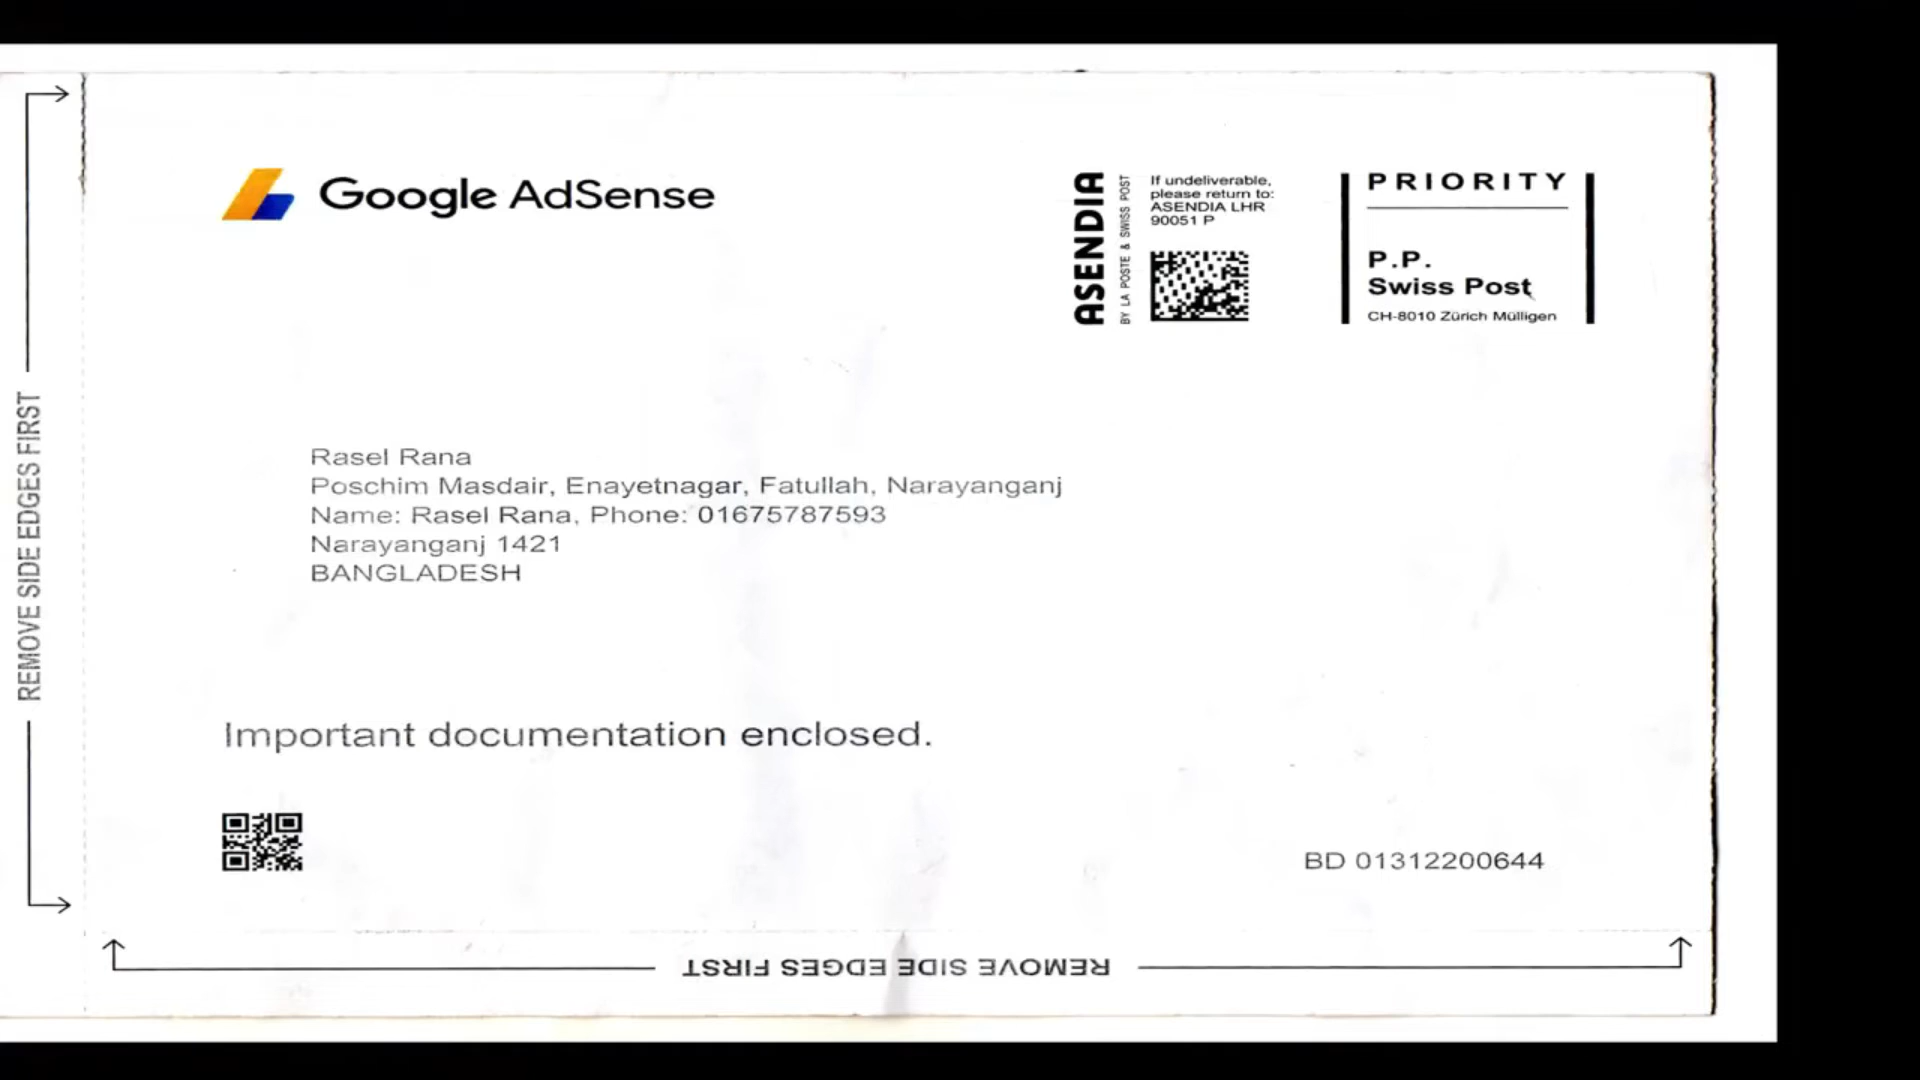 REMOVE SIDE EDGES FIRST
Google AdSense
ASENDIA
BY LA POSTE & SWISS POST
If undeliverable,
please return to:
ASENDIA LHR
90051 P
PRIORITY
P.P.
Swiss Post
CH-8010 Zürich Mülligen
Rasel Rana
Poschim Masdair, Enayetnagar, Fatullah, Narayanganj
Name: Rasel Rana, Phone: 01675787593
Narayanganj 1421
BANGLADESH
Important documentation enclosed.
BD 01312200644
REMOVE SIDE EDGES FIRST